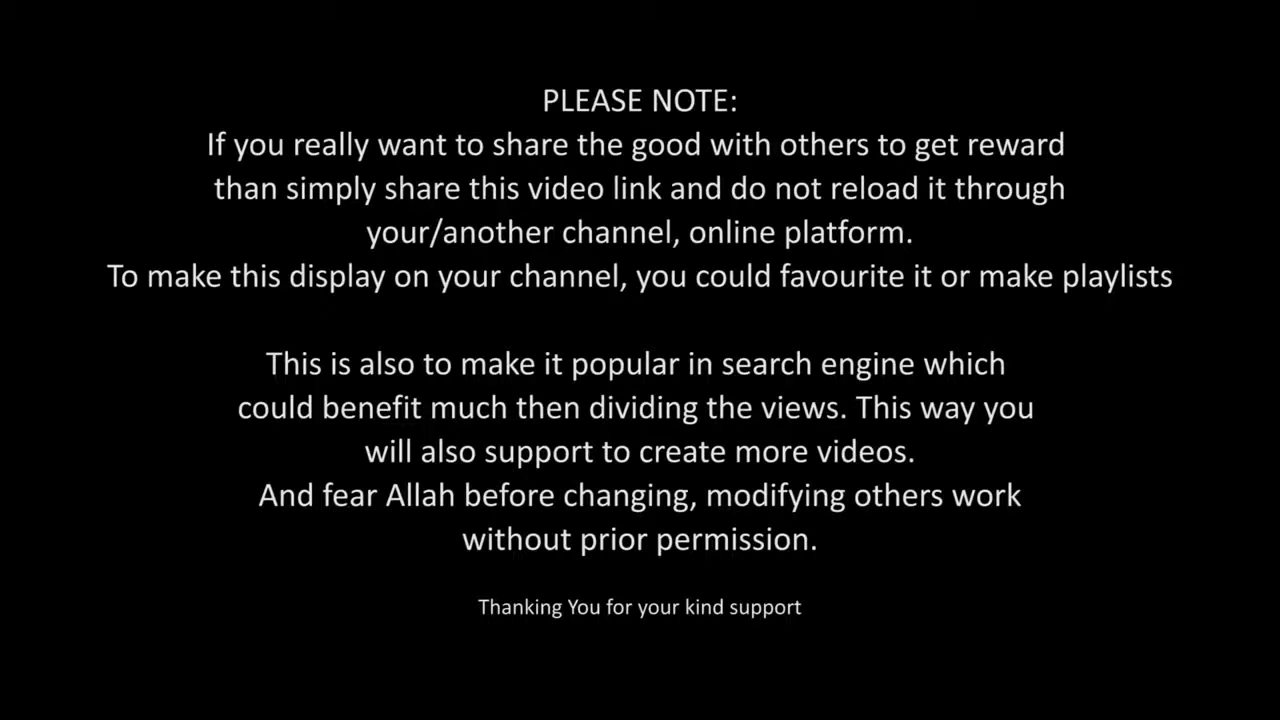 PLEASE NOTE:
If you really want to share the good with others to get reward
than simply share this video link and do not reload it through
your/another channel, online platform.
To make this display on your channel, you could favourite it or make playlists
This is also to make it popular in search engine which
could benefit much then dividing the views. This way you
will also support to create more videos.
And fear Allah before changing, modifying others work
without prior permission.
Thanking You for your kind support